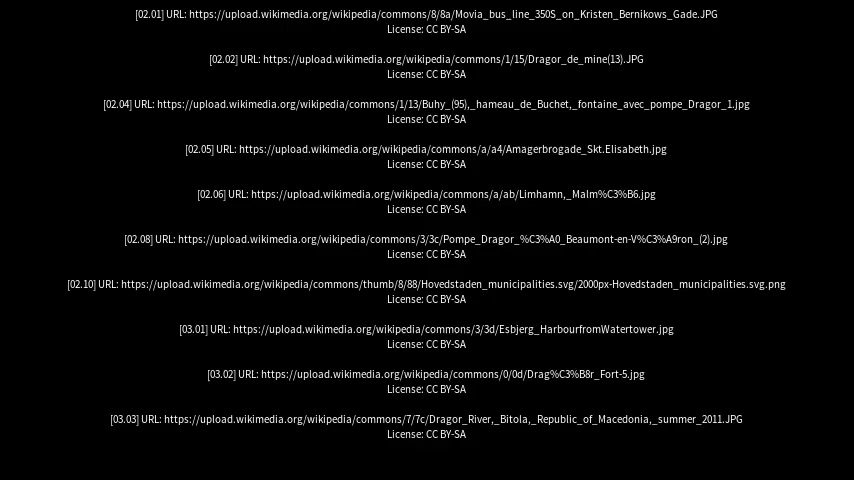 [02.01] URL: https://upload.wikimedia.org/wikipedia/commons/8/8a/Movia_bus_line_350S_on_Kristen_Bernikows_Gade.JPG
License: CC BY-SA
[02.02] URL: https://upload.wikimedia.org/wikipedia/commons/1/15/Dragor_de_mine(13).JPG
License: CC BY-SA
[02.04] URL: https://upload.wikimedia.org/wikipedia/commons/1/13/Buhy_(95),_hameau_de_Buchet,_fontaine_avec_pompe_Dragor_1.jpg
License: CC BY-SA
[02.05] URL: https://upload.wikimedia.org/wikipedia/commons/a/a4/Amagerbrogade_Skt.Elisabeth.jpg
License: CC BY-SA
[02.06] URL: https://upload.wikimedia.org/wikipedia/commons/a/ab/Limhamn,_Malm%C3%B6.jpg
License: CC BY-SA
[02.08] URL: https://upload.wikimedia.org/wikipedia/commons/3/3c/Pompe_Dragor_%C3%A0_Beaumont-en-V%C3%A9ron_(2).jpg
License: CC BY-SA
[02.10] URL: https://upload.wikimedia.org/wikipedia/commons/thumb/8/88/Hovedstaden_municipalities.svg/2000px-Hovedstaden_municipalities.svg.png
License: CC BY-SA
[03.01] URL: https://upload.wikimedia.org/wikipedia/commons/3/3d/Esbjerg_HarbourfromWatertower.jpg
License: CC BY-SA
[03.02] URL: https://upload.wikimedia.org/wikipedia/commons/0/0d/Drag%C3%B8r_Fort-5.jpg
License: CC BY-SA
[03.03] URL: https://upload.wikimedia.org/wikipedia/commons/7/7c/Dragor_River,_Bitola,_Republic_of_Macedonia,_summer_2011.JPG
License: CC BY-SA